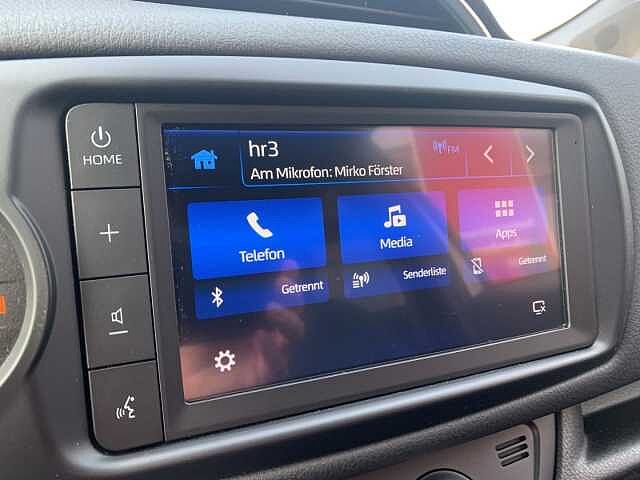 HOME
hr3
FM
Am Mikrofon: Mirko Förster
Telefon
Media
Apps
Getrennt
Senderliste
Getrennt